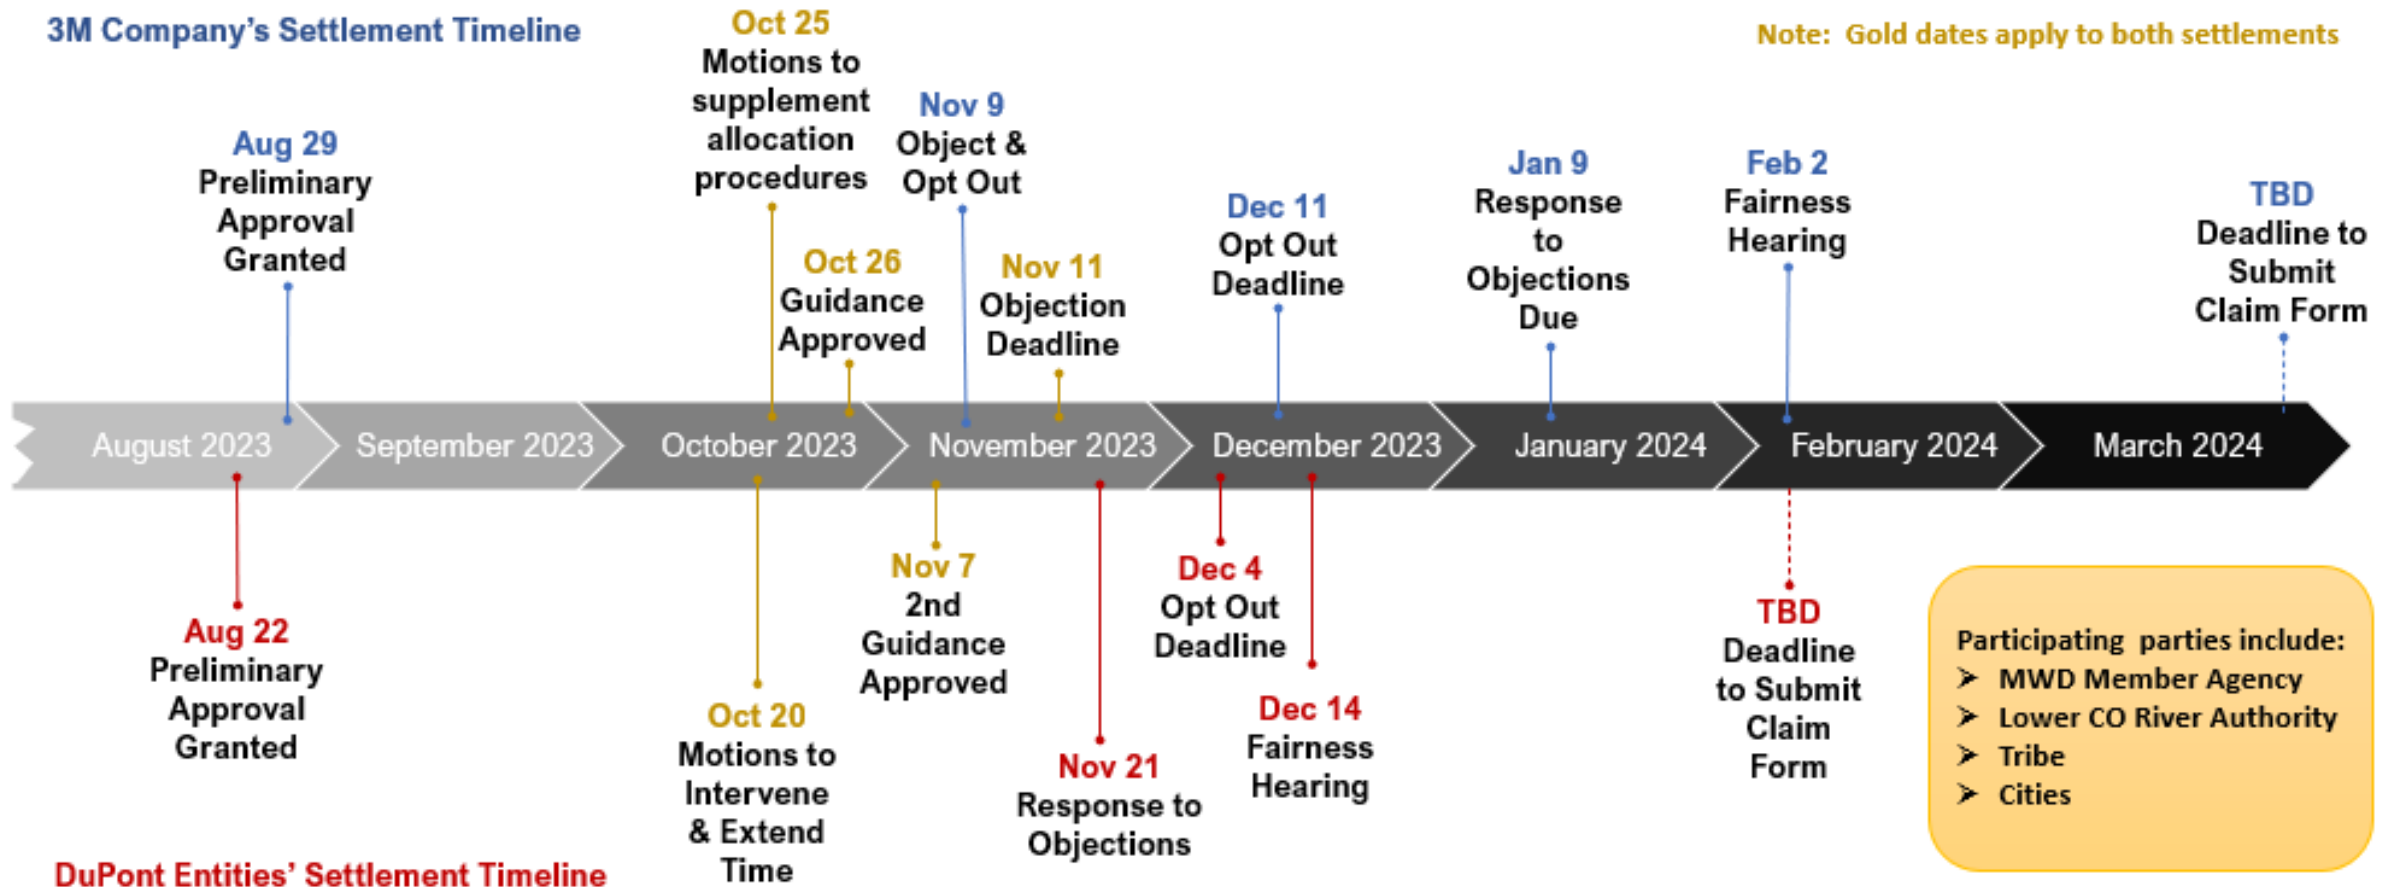 3M Company’s Settlement Timeline
Note:  Gold dates apply to both settlements
Aug 29
Preliminary
Approval
Granted
Oct 25
Motions to
supplement
allocation
procedures
Oct 26
Guidance
Approved
Nov 9
Object &
Opt Out
Nov 11
Objection
Deadline
Dec 11
Opt Out
Deadline
Jan 9
Response
to
Objections
Due
Feb 2
Fairness
Hearing
TBD
Deadline to
Submit
Claim Form
August 2023
September 2023
October 2023
November 2023
December 2023
January 2024
February 2024
March 2024
Aug 22
Preliminary
Approval
Granted
Oct 20
Motions to
Intervene
& Extend
Time
Nov 7
2nd
Guidance
Approved
Nov 21
Response to
Objections
Dec 4
Opt Out
Deadline
Dec 14
Fairness
Hearing
TBD
Deadline
to Submit
Claim
Form
Participating  parties include:
➢ MWD Member Agency
➢ Lower CO River Authority
➢ Tribe
➢ Cities
DuPont Entities’ Settlement Timeline